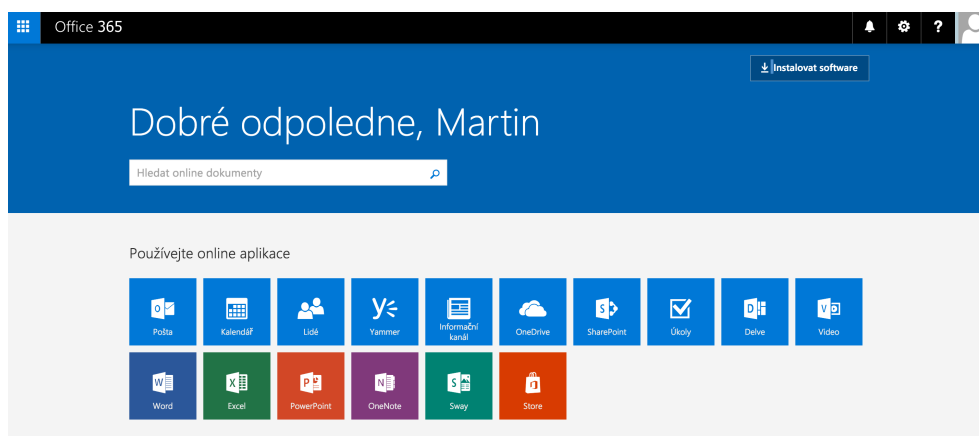 Office 365
?
Instalovat software
Dobré odpoledne, Martin
Hledat online dokumenty
Používejte online aplikace
Pošta
Kalendář
Lidé
Yammer
Informační
kanál
OneDrive
SharePoint
Úkoly
Delve
Video
Word
Excel
PowerPoint
OneNote
Sway
Store